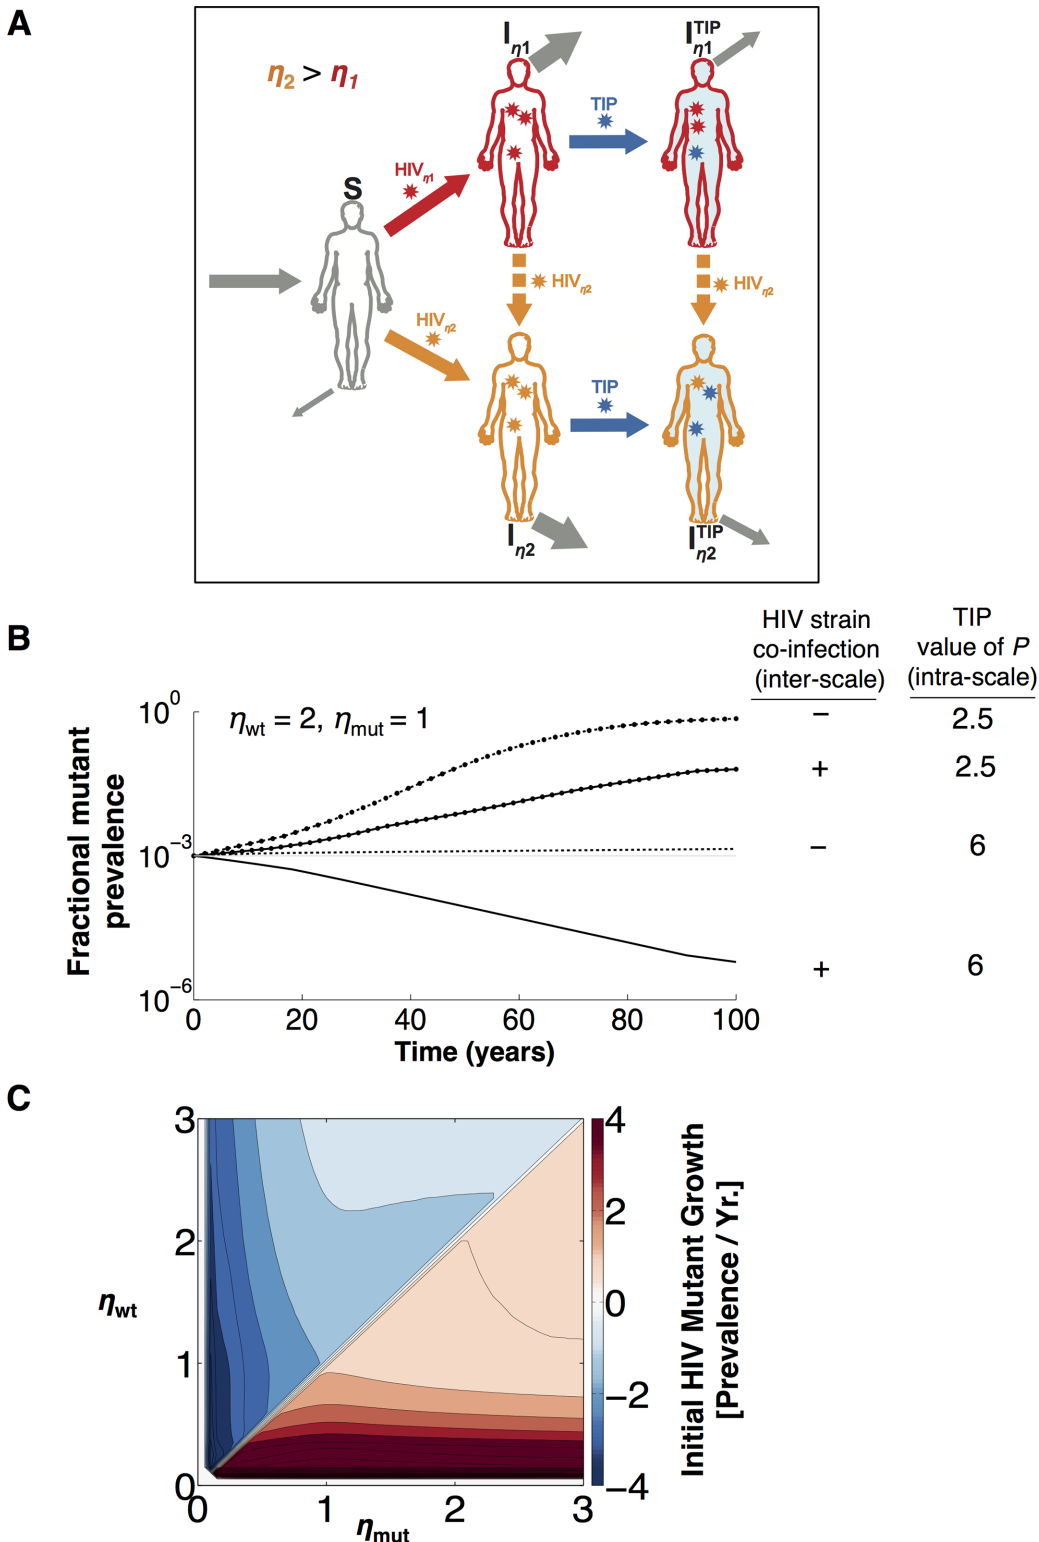 A
η2 > η1
Iη1
ITIPη1
TIP
HIVη1
S
HIVη2
HIVη2
HIVη2
TIP
Iη2
ITIPη2
B
HIV strain
co-infection
(inter-scale)
TIP
value of P
(intra-scale)
ηwt = 2, ηmut = 1
10^0
10^−3
10^−6
Fractional mutant
prevalence
− 2.5
+ 2.5
− 6
+ 6
0 20 40 60 80 100
Time (years)
C
3
2
1
0
ηwt
0 1 2 3
ηmut
4
2
0
−2
−4
Initial HIV Mutant Growth
[Prevalence / Yr.]